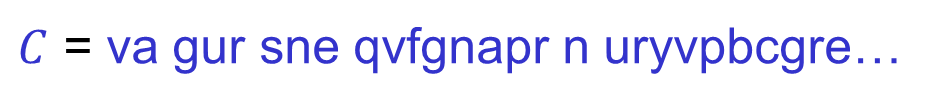 C = va gur sne qvfgnapr n uryvpbcgre…